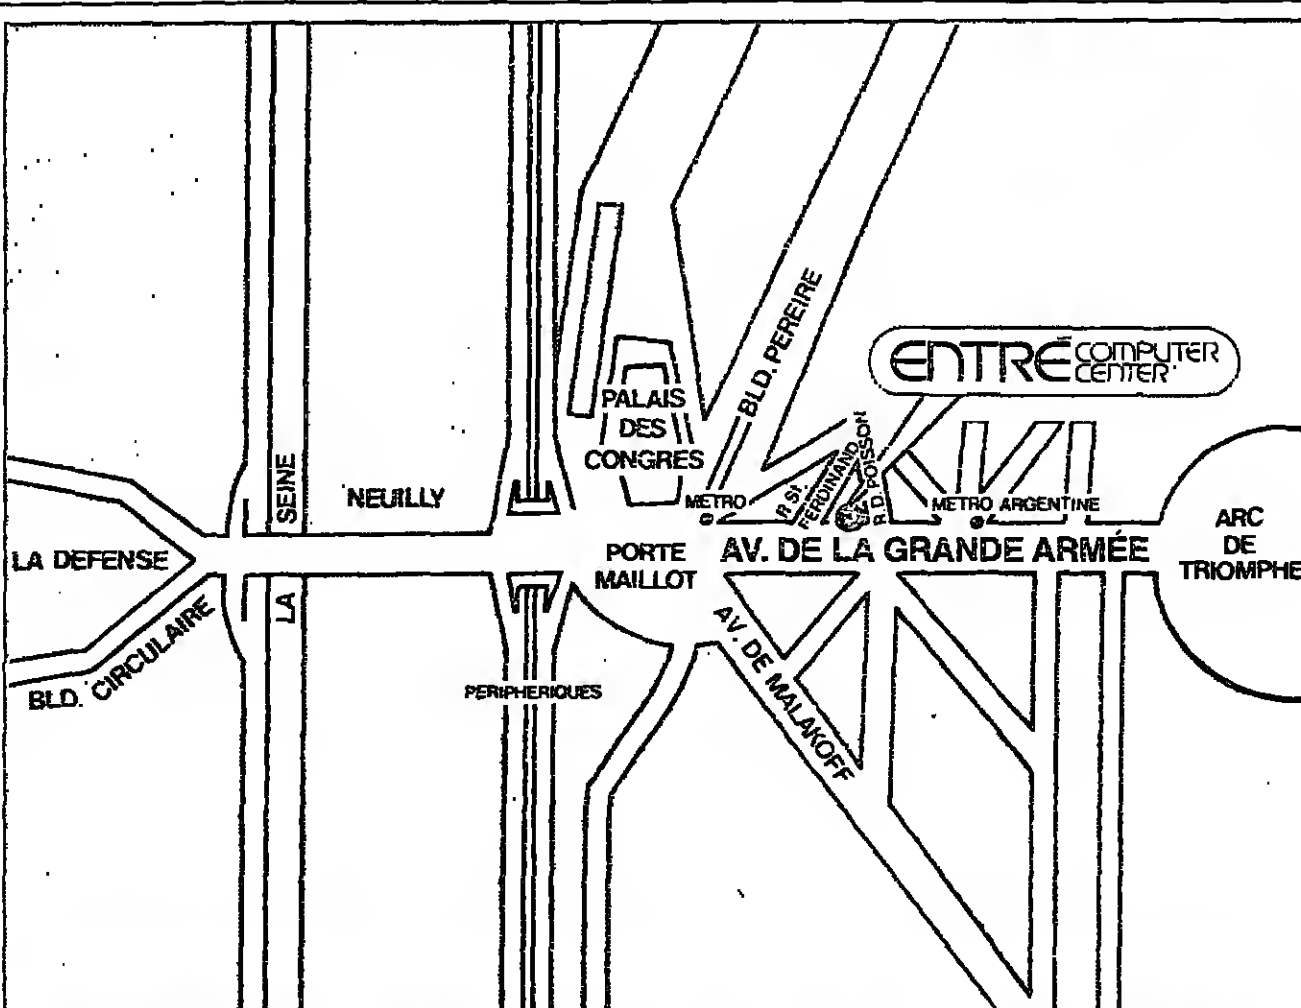 BLD. PEREIRE
ENTRÉ COMPUTER
CENTER
PALAIS
DES
CONGRES
SEINE
LA
NEUILLY
METRO
R. ST.
FERDINAND
R. D. POISSON
METRO ARGENTINE
ARC
DE
TRIOMPHE
LA DEFENSE
PORTE
MAILLOT
AV. DE LA GRANDE ARMÉE
BLD. CIRCULAIRE
PERIPHERIQUES
AV. DE MALAKOFF